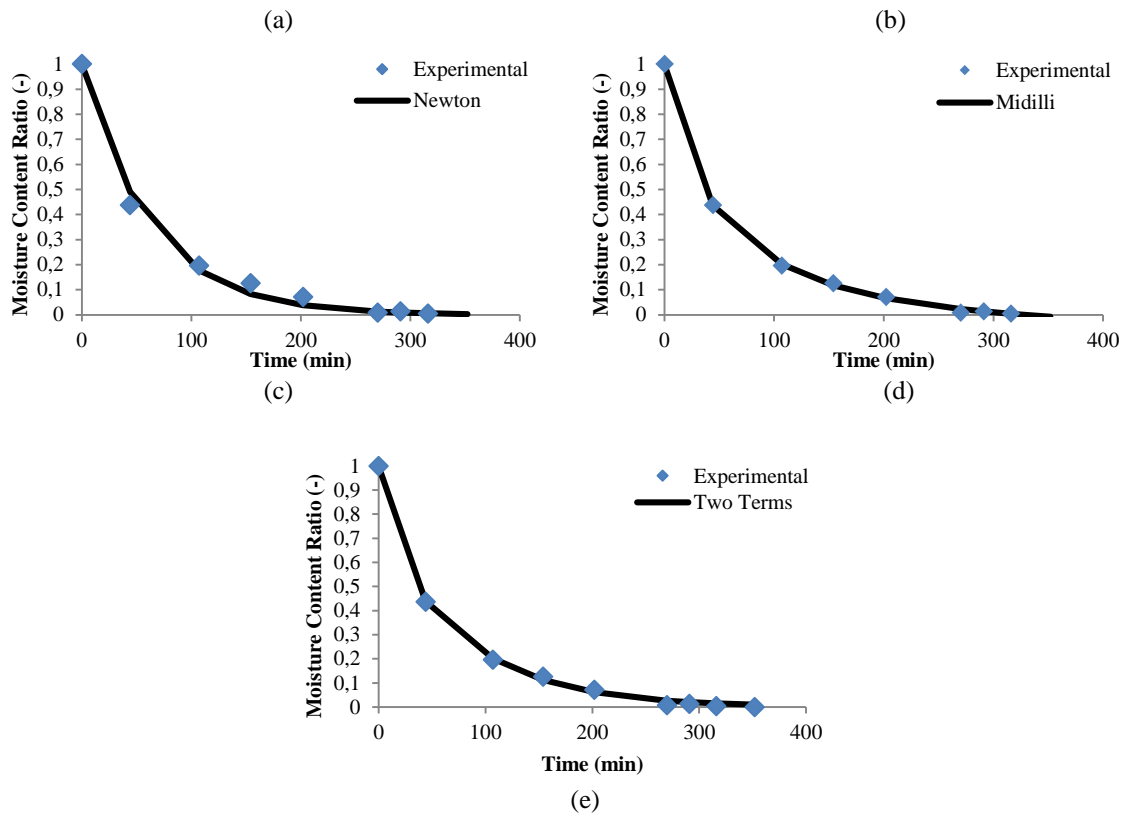 (a)
(b)
Moisture Content Ratio (-)
1
0,9
0,8
0,7
0,6
0,5
0,4
0,3
0,2
0,1
0
Experimental
Newton
0
100
200
300
400
Time (min)
(c)
Moisture Content Ratio (-)
1
0,9
0,8
0,7
0,6
0,5
0,4
0,3
0,2
0,1
0
Experimental
Midilli
0
100
200
300
400
Time (min)
(d)
Moisture Content Ratio (-)
1
0,9
0,8
0,7
0,6
0,5
0,4
0,3
0,2
0,1
0
Experimental
Two Terms
0
100
200
300
400
Time (min)
(e)